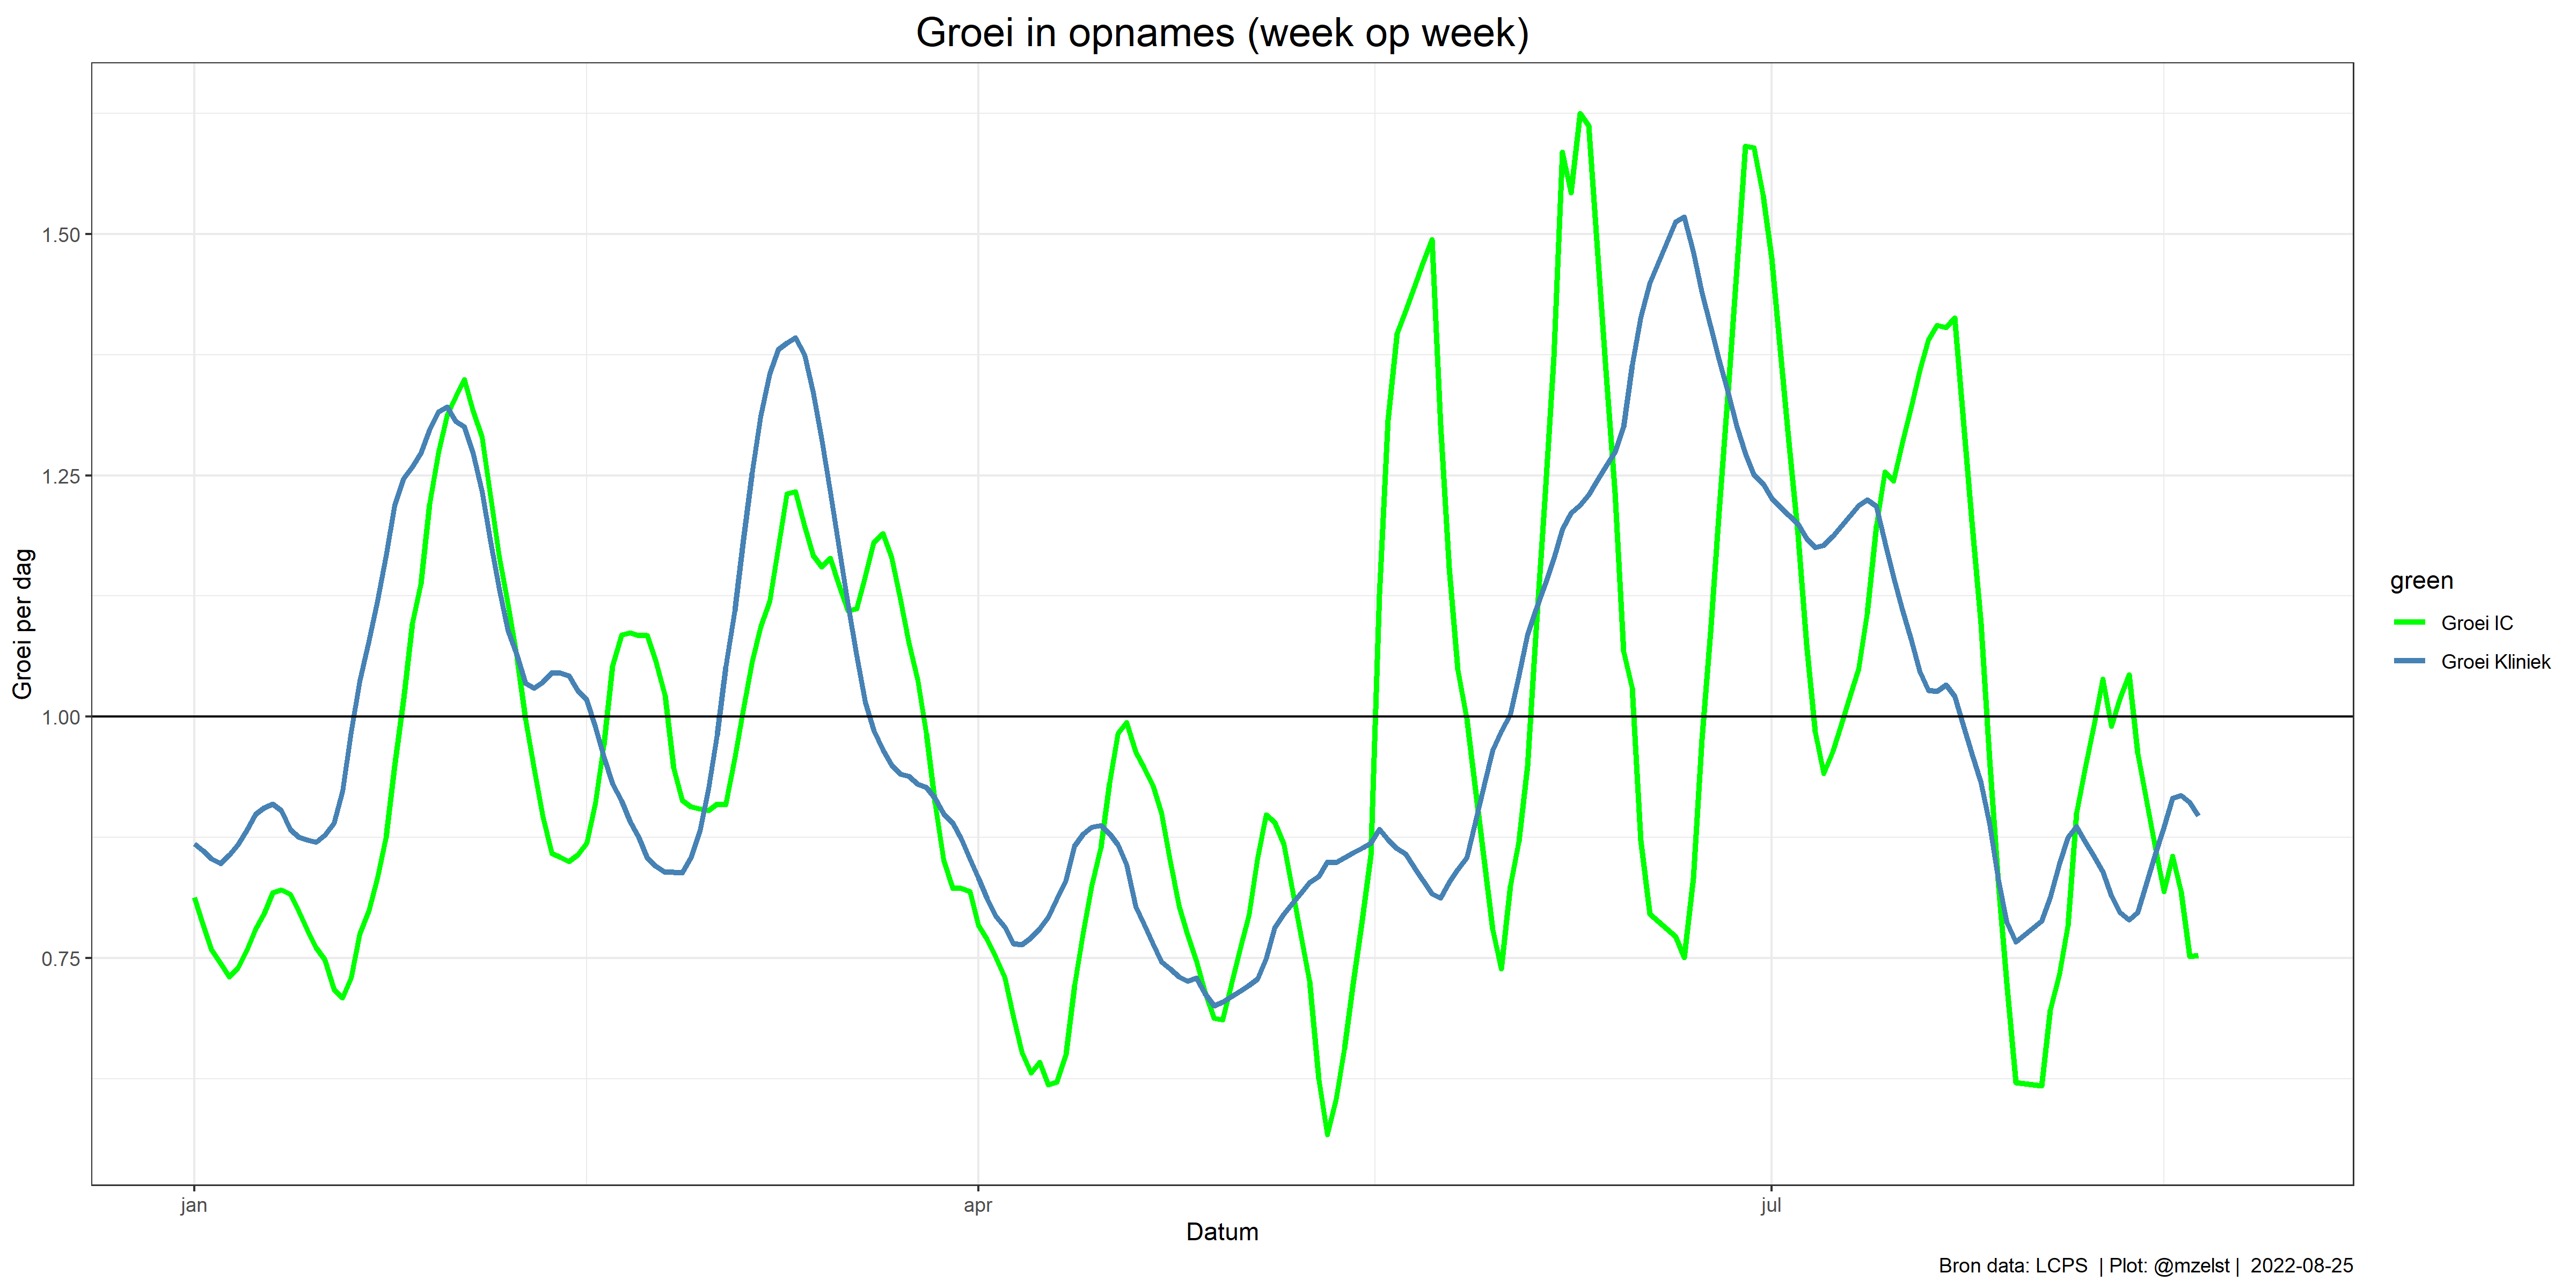 Groei in opnames (week op week)
Groei per dag
1.50
1.25
1.00
0.75
jan
apr
jul
Datum
green
Groei IC
Groei Kliniek
Bron data: LCPS | Plot: @mzelst | 2022-08-25